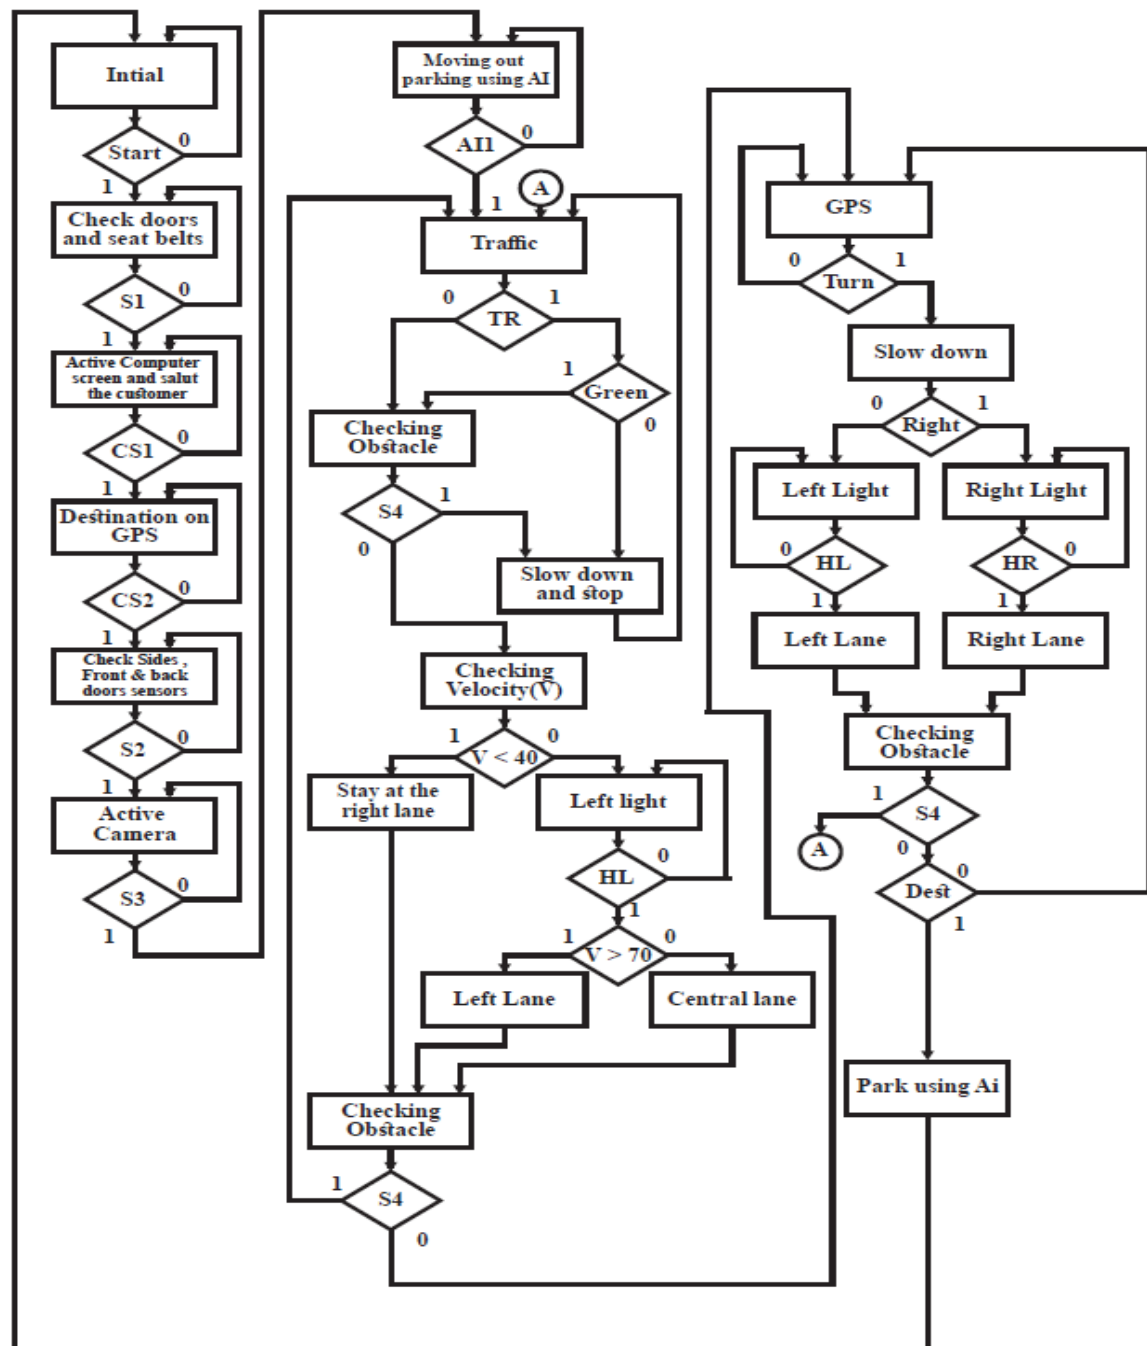 Intial
0
Start
1
Check doors
and seat belts
0
S1
1
Active Computer
screen and salut
the customer
0
CS1
1
Destination on
GPS
0
CS2
1
Check Sides ,
Front & back
doors sensors
0
S2
1
Active
Camera
0
S3
1
Moving out
parking using AI
0
AI1
1
A
Traffic
0
1
TR
1
Green
0
Checking
Obstacle
1
S4
0
Slow down
and stop
Checking
Velocity(V)
1
0
V < 40
Stay at the
right lane
Left light
0
HL
1
1
0
V > 70
Left Lane
Central lane
Checking
Obstacle
1
S4
0
GPS
0
1
Turn
Slow down
0
1
Right
Left Light
Right Light
0
HL
HR
0
1
1
Left Lane
Right Lane
Checking
Obstacle
1
S4
A
0
0
Dest
1
Park using Ai